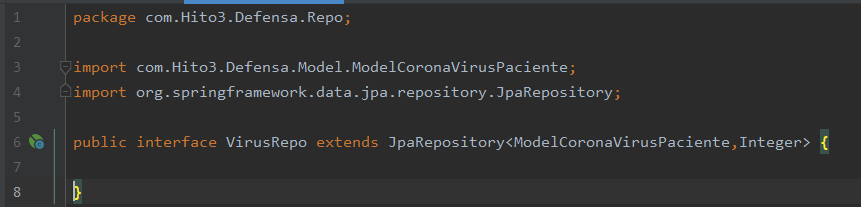 1 package com.Hito3.Defensa.Repo;
2
3 import com.Hito3.Defensa.Model.ModelCoronaVirusPaciente;
4 import org.springframework.data.jpa.repository.JpaRepository;
5
6 public interface VirusRepo extends JpaRepository<ModelCoronaVirusPaciente,Integer> {
7
8 }